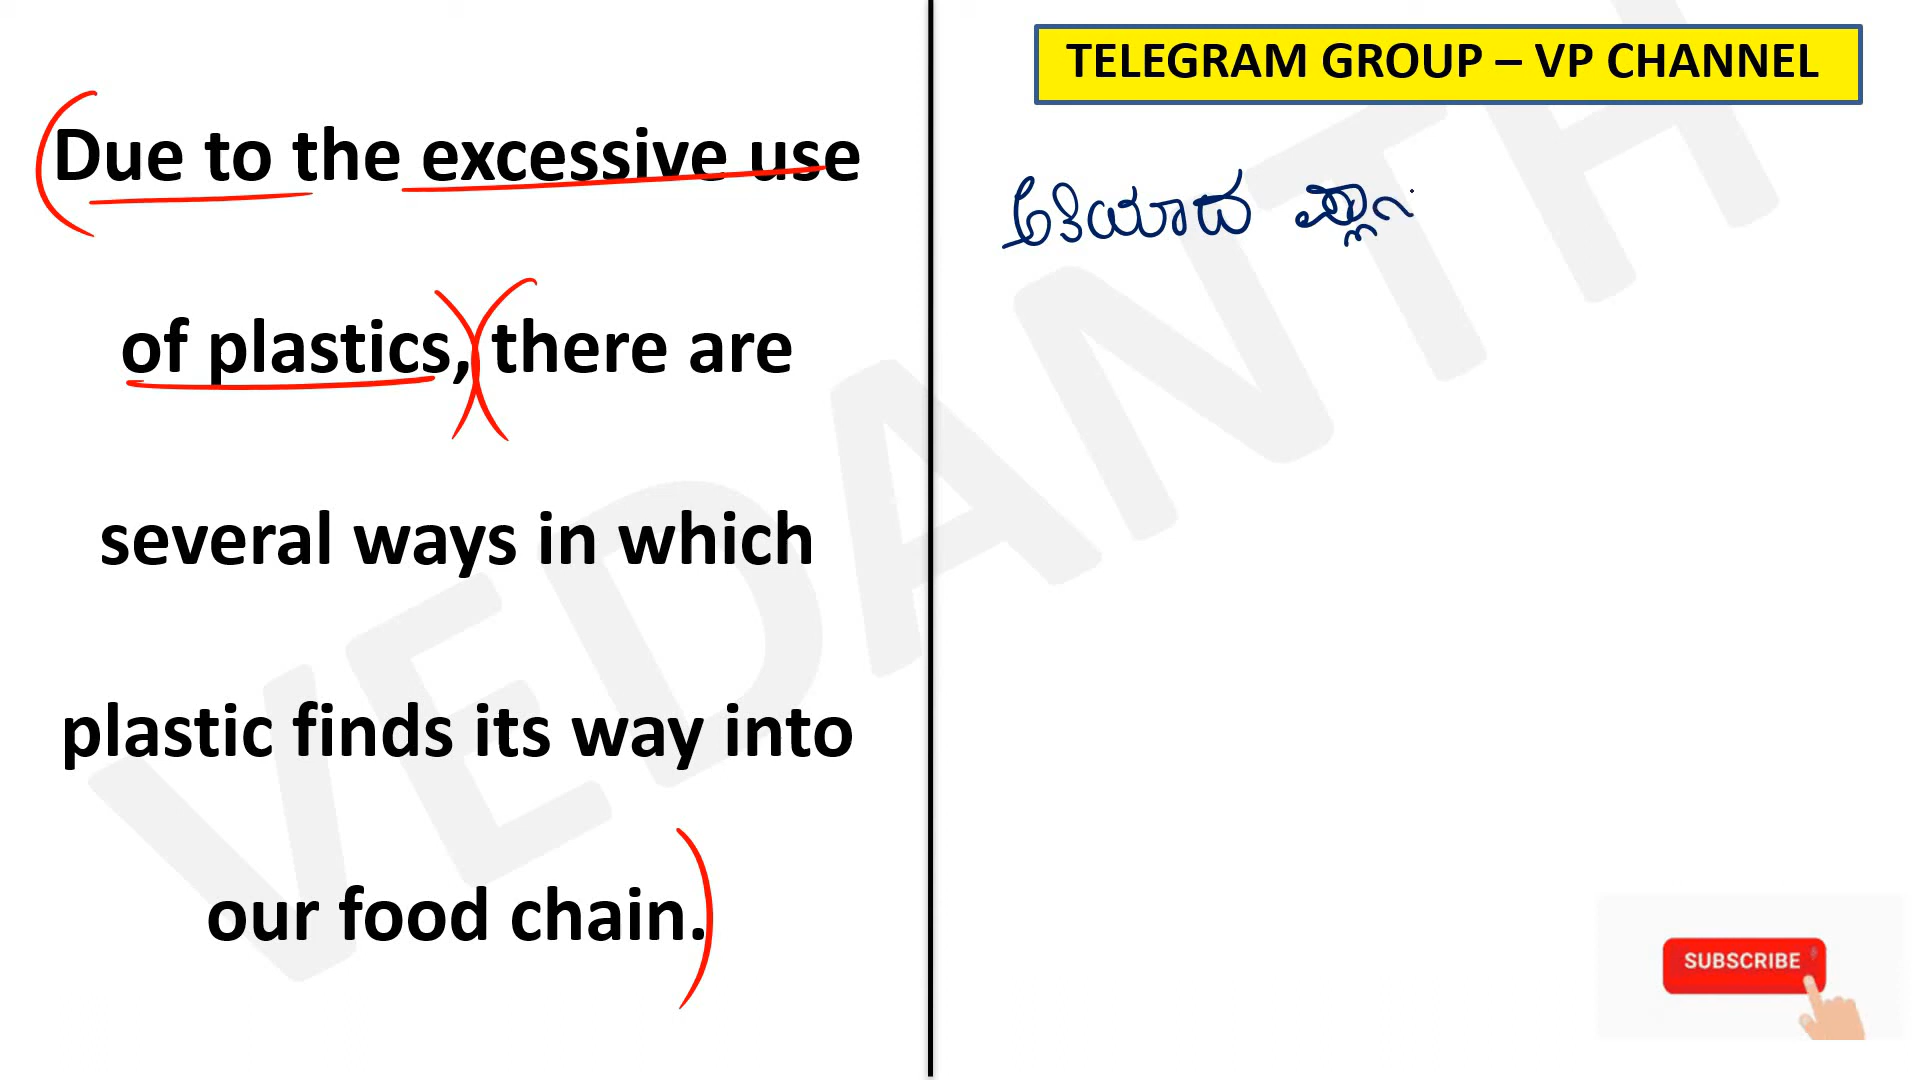 Due to the excessive use
of plastics, there are
several ways in which
plastic finds its way into
our food chain.
TELEGRAM GROUP – VP CHANNEL
ಅತಿಯಾದ ಪ್ಲಾ
VEDANTH
SUBSCRIBE